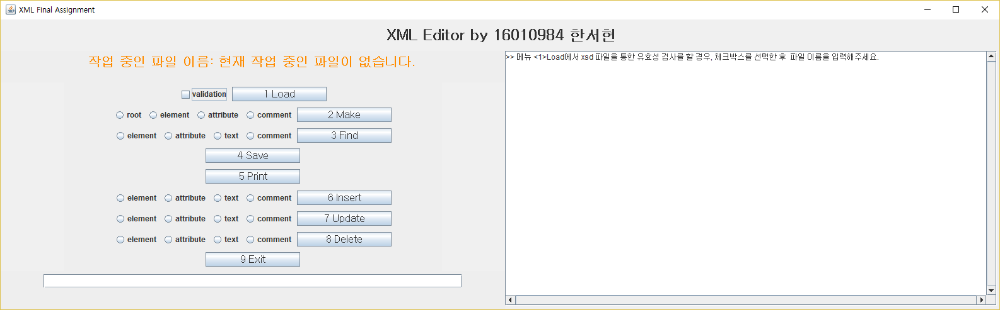 XML Final Assignment
XML Editor by 16010984 한서현
작업 중인 파일 이름: 현재 작업 중인 파일이 없습니다.
validation 1 Load
root element attribute comment 2 Make
element attribute text comment 3 Find
4 Save
5 Print
element attribute text comment 6 Insert
element attribute text comment 7 Update
element attribute text comment 8 Delete
9 Exit
>> 메뉴 <1>Load에서 xsd 파일을 통한 유효성 검사를 할 경우, 체크박스를 선택한 후 파일 이름을 입력해주세요.